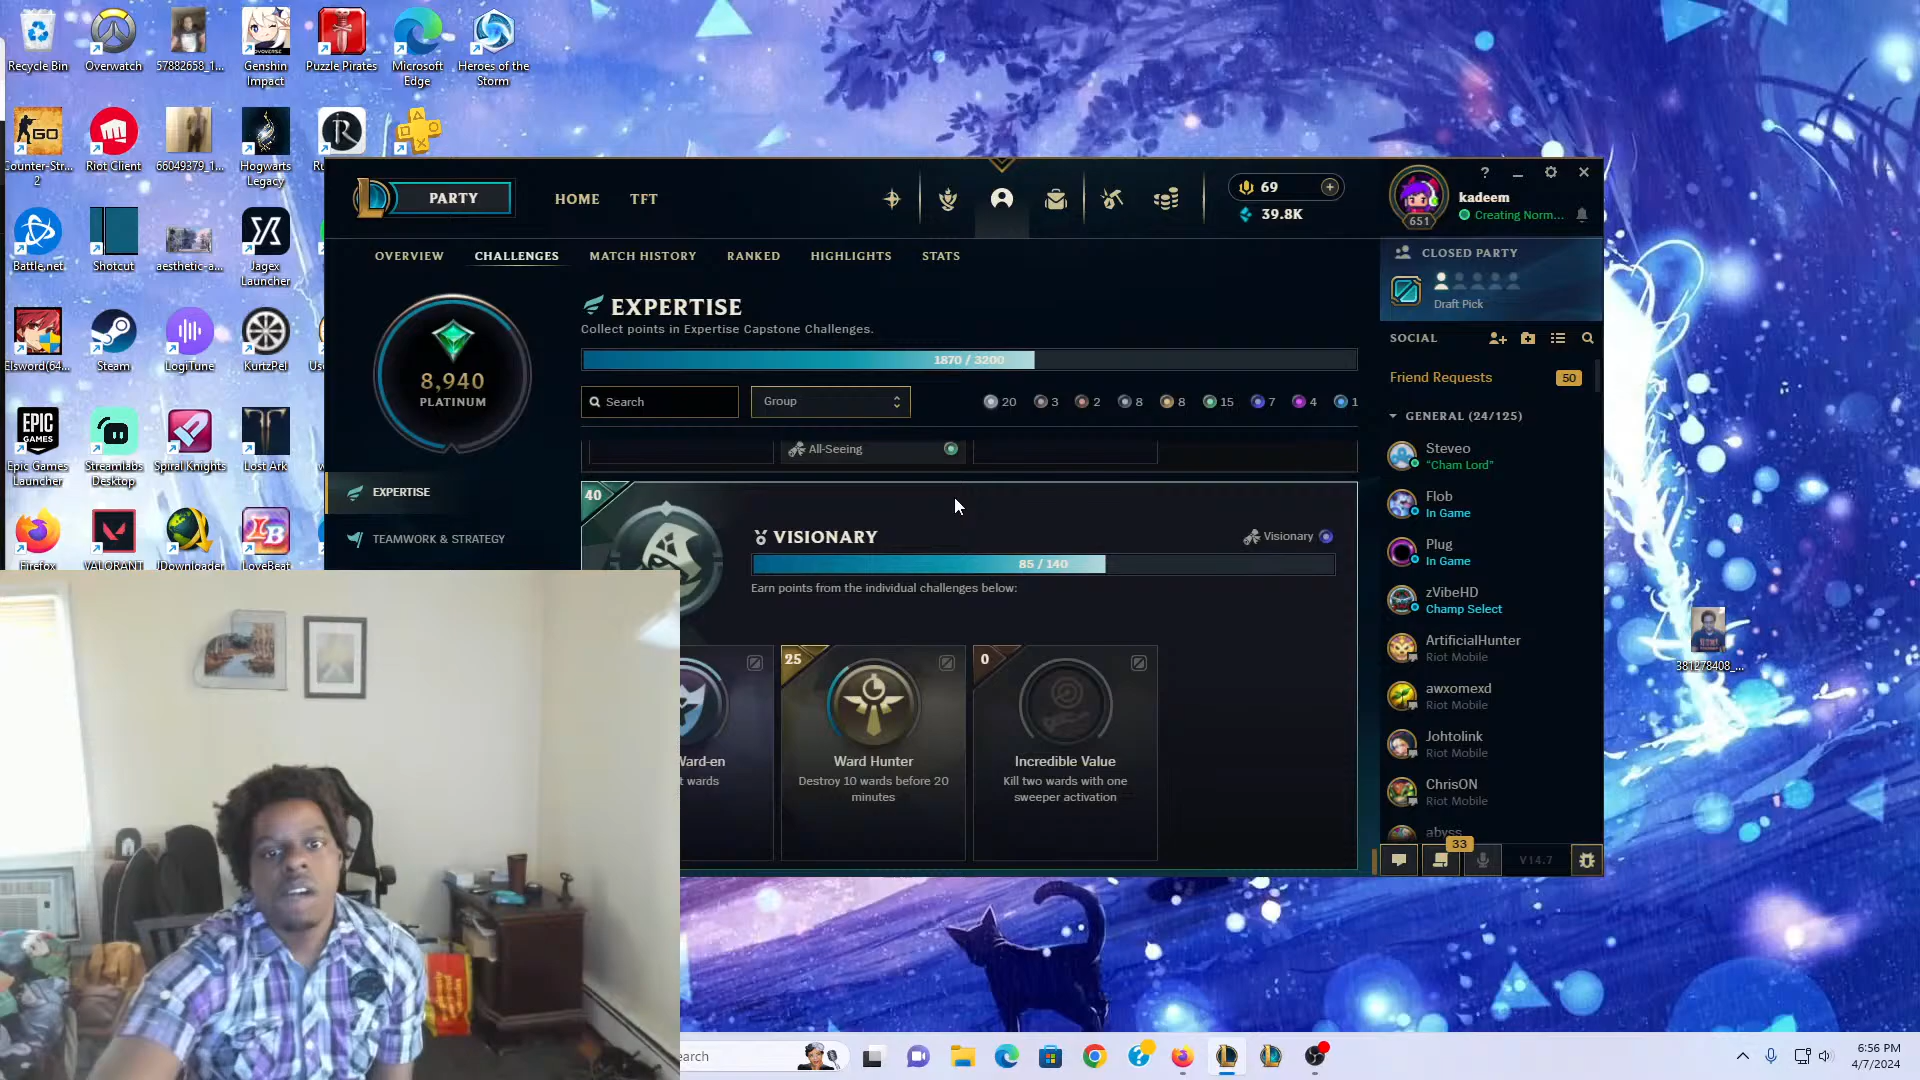 Recycle Bin
Overwatch
57882658_1...
Genshin
Impact
Puzzle Pirates
Microsoft
Edge
Heroes of the
Storm
GO
Counter-Str...
2
Riot Client
66049379_1...
Hogwarts
Legacy
Battle.net
Shotcut
aesthetic-a...
Jagex
Launcher
Elsword(64...
Steam
LogiTune
KurtzPel
EPIC
GAMES
Epic Games
Launcher
Streamlabs
Desktop
Spiral Knights
Lost Ark
Firefox
VALORANT
JDownloader
LoveBeat
PARTY
HOME
TFT
69
39.8K
651
kadeem
Creating Norm...
OVERVIEW
CHALLENGES
MATCH HISTORY
RANKED
HIGHLIGHTS
STATS
8,940
PLATINUM
EXPERTISE
TEAMWORK & STRATEGY
EXPERTISE
Collect points in Expertise Capstone Challenges.
1870 / 3200
Search
Group
20
3
2
8
8
15
7
4
1
All-Seeing
40
VISIONARY
Visionary
85 / 140
Earn points from the individual challenges below:
Ward-en
t wards
25
Ward Hunter
Destroy 10 wards before 20
minutes
0
Incredible Value
Kill two wards with one
sweeper activation
CLOSED PARTY
Draft Pick
SOCIAL
Friend Requests
50
GENERAL (24/125)
Steveo
"Cham Lord"
Flob
In Game
Plug
In Game
zVibeHD
Champ Select
ArtificialHunter
Riot Mobile
awxomexd
Riot Mobile
Johtolink
Riot Mobile
ChrisON
Riot Mobile
abyss
33
V14.7
381278408_...
earch
6:56 PM
4/7/2024